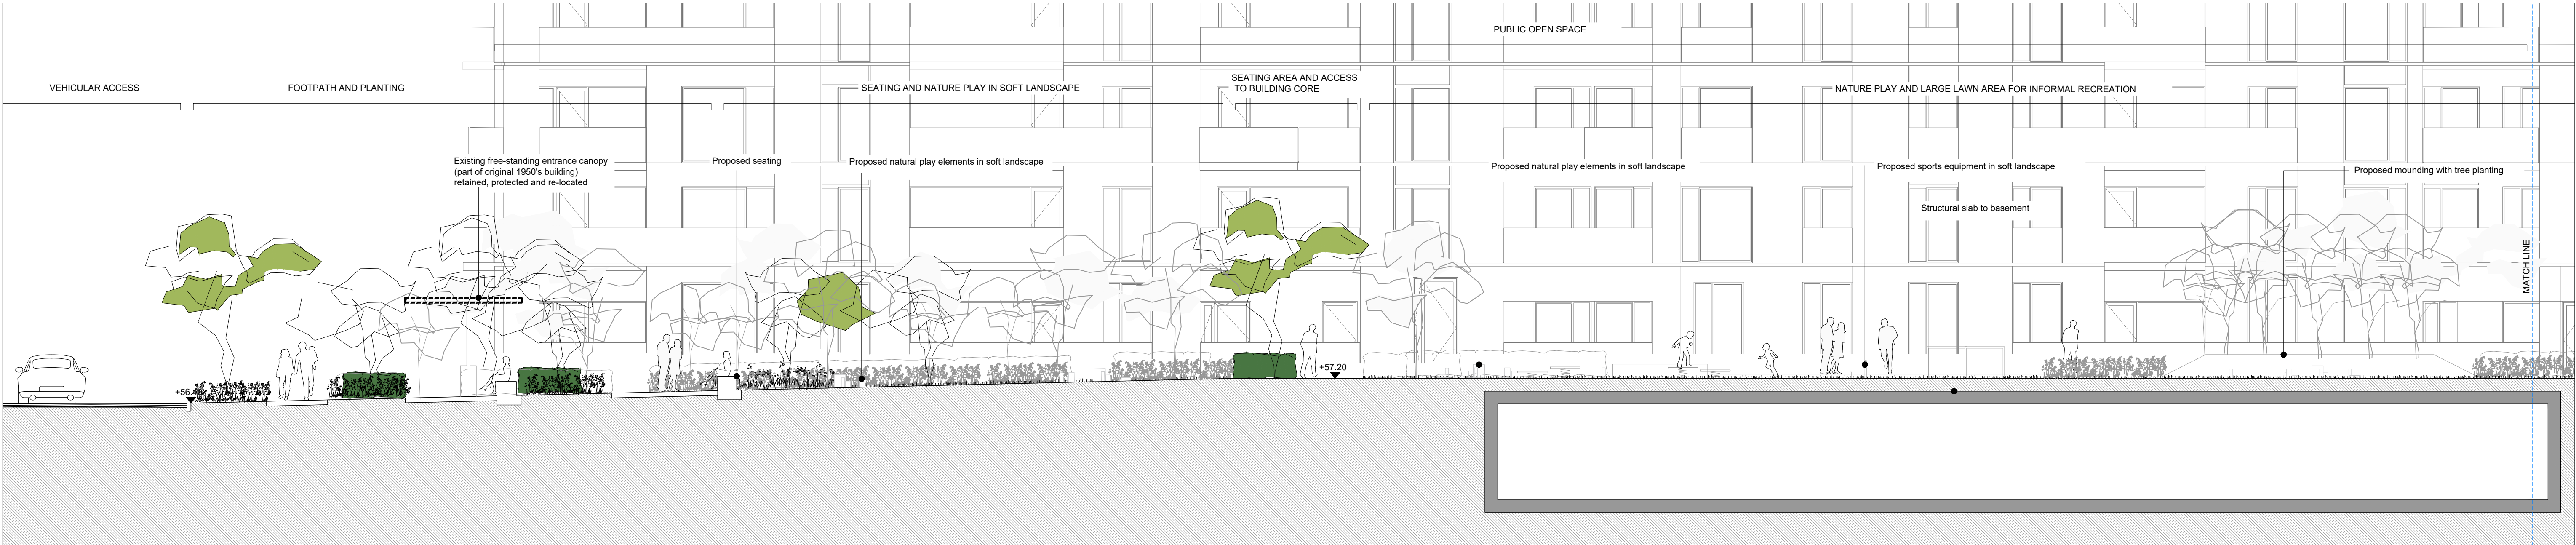 PUBLIC OPEN SPACE
VEHICULAR ACCESS
FOOTPATH AND PLANTING
SEATING AND NATURE PLAY IN SOFT LANDSCAPE
SEATING AREA AND ACCESS
TO BUILDING CORE
NATURE PLAY AND LARGE LAWN AREA FOR INFORMAL RECREATION
Existing free-standing entrance canopy
(part of original 1950's building)
retained, protected and re-located
Proposed seating
Proposed natural play elements in soft landscape
Proposed natural play elements in soft landscape
Proposed sports equipment in soft landscape
Proposed mounding with tree planting
Structural slab to basement
MATCH LINE
+57.20